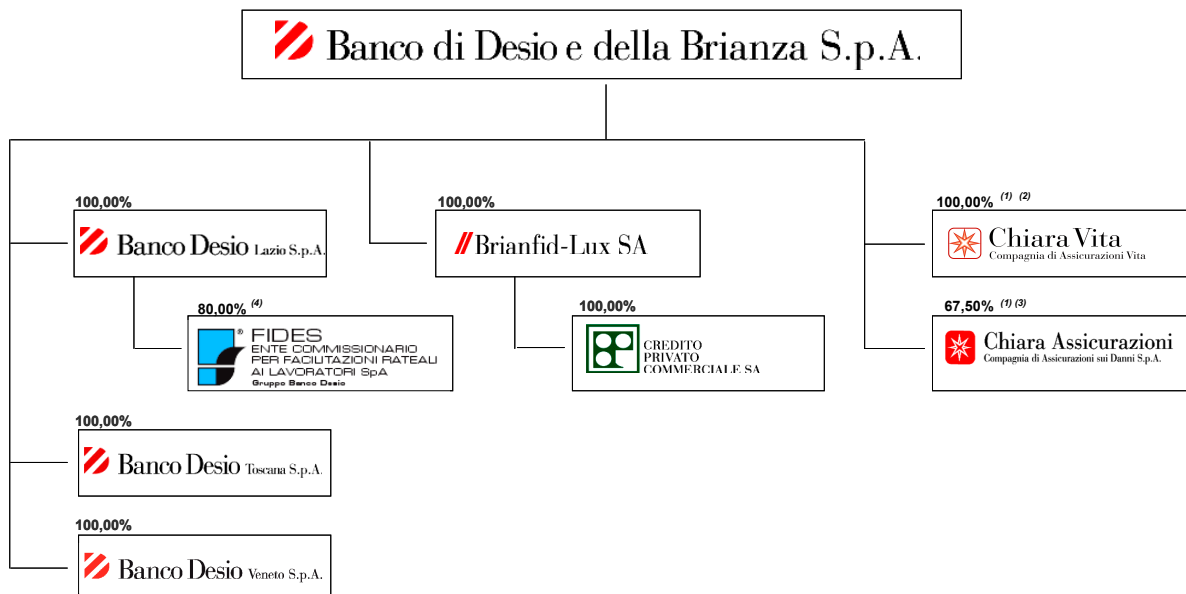 Banco di Desio e della Brianza S.p.A.
100,00%
Banco Desio Lazio S.p.A.
80,00% (4)
FIDES
ENTE COMMISSIONARIO
PER FACILITAZIONI RATEALI
AI LAVORATORI SpA
Gruppo Banco Desio
100,00%
Banco Desio Toscana S.p.A.
100,00%
Banco Desio Veneto S.p.A.
100,00%
Brianfid-Lux SA
100,00%
CREDITO
PRIVATO
COMMERCIALE SA
100,00% (1) (2)
Chiara Vita
Compagnia di Assicurazioni Vita
67,50% (1) (3)
Chiara Assicurazioni
Compagnia di Assicurazioni sui Danni S.p.A.